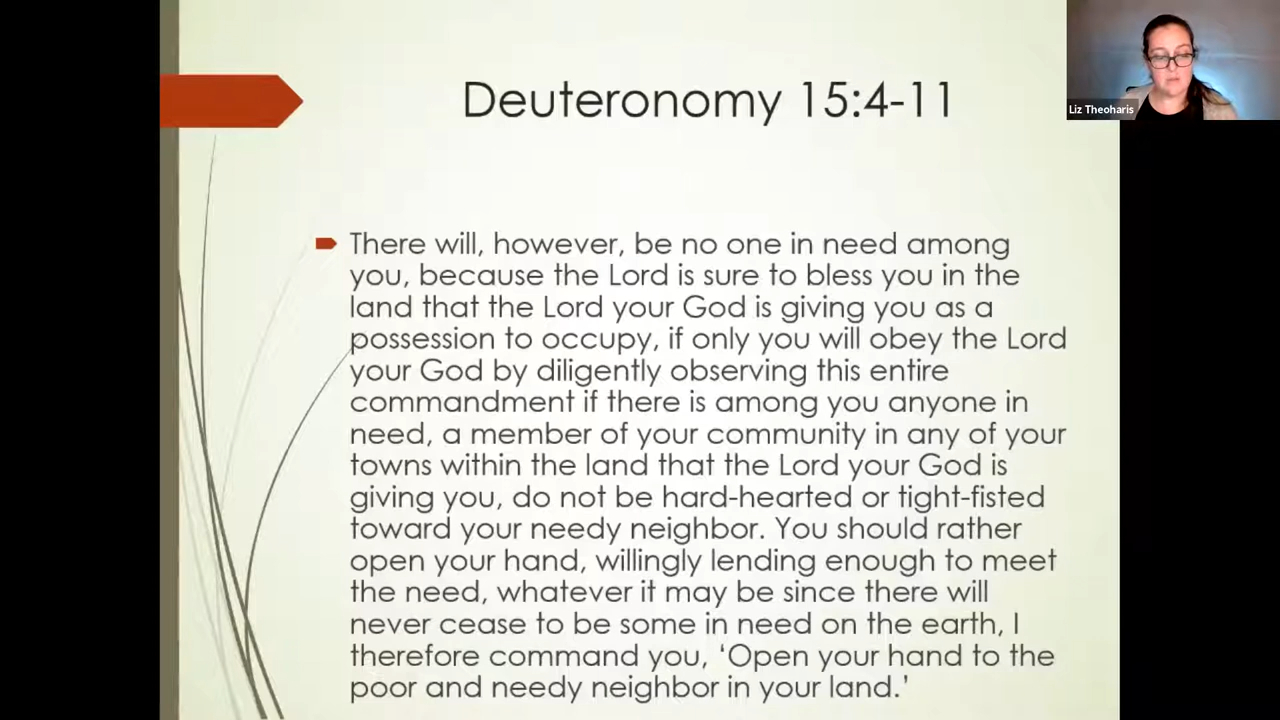 Deuteronomy 15:4-11
Liz Theoharis
There will, however, be no one in need among
you, because the Lord is sure to bless you in the
land that the Lord your God is giving you as a
possession to occupy, if only you will obey the Lord
your God by diligently observing this entire
commandment if there is among you anyone in
need, a member of your community in any of your
towns within the land that the Lord your God is
giving you, do not be hard-hearted or tight-fisted
toward your needy neighbor. You should rather
open your hand, willingly lending enough to meet
the need, whatever it may be since there will
never cease to be some in need on the earth, I
therefore command you, ‘Open your hand to the
poor and needy neighbor in your land.’